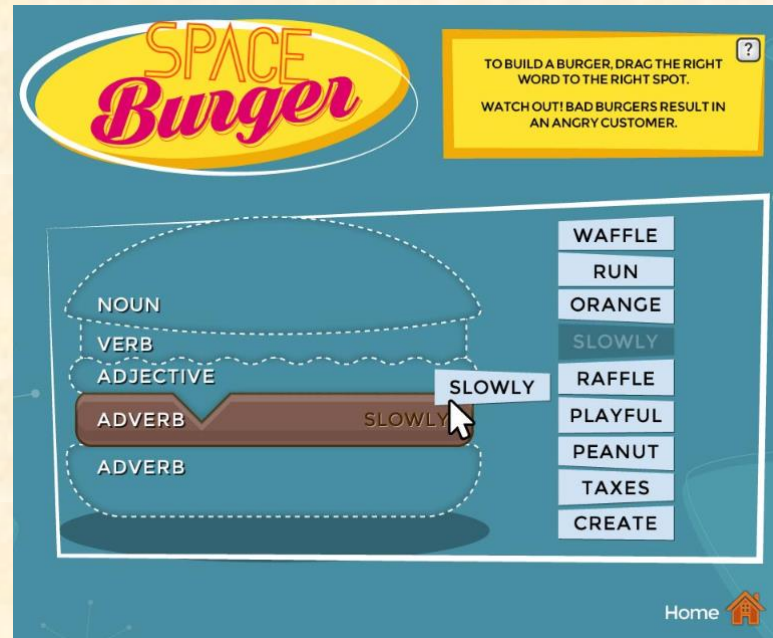 SPACE
Burger
?
TO BUILD A BURGER, DRAG THE RIGHT
WORD TO THE RIGHT SPOT.
WATCH OUT! BAD BURGERS RESULT IN
AN ANGRY CUSTOMER.
NOUN
VERB
ADJECTIVE
ADVERB SLOWLY
ADVERB
SLOWLY
WAFFLE
RUN
ORANGE
SLOWLY
RAFFLE
PLAYFUL
PEANUT
TAXES
CREATE
Home